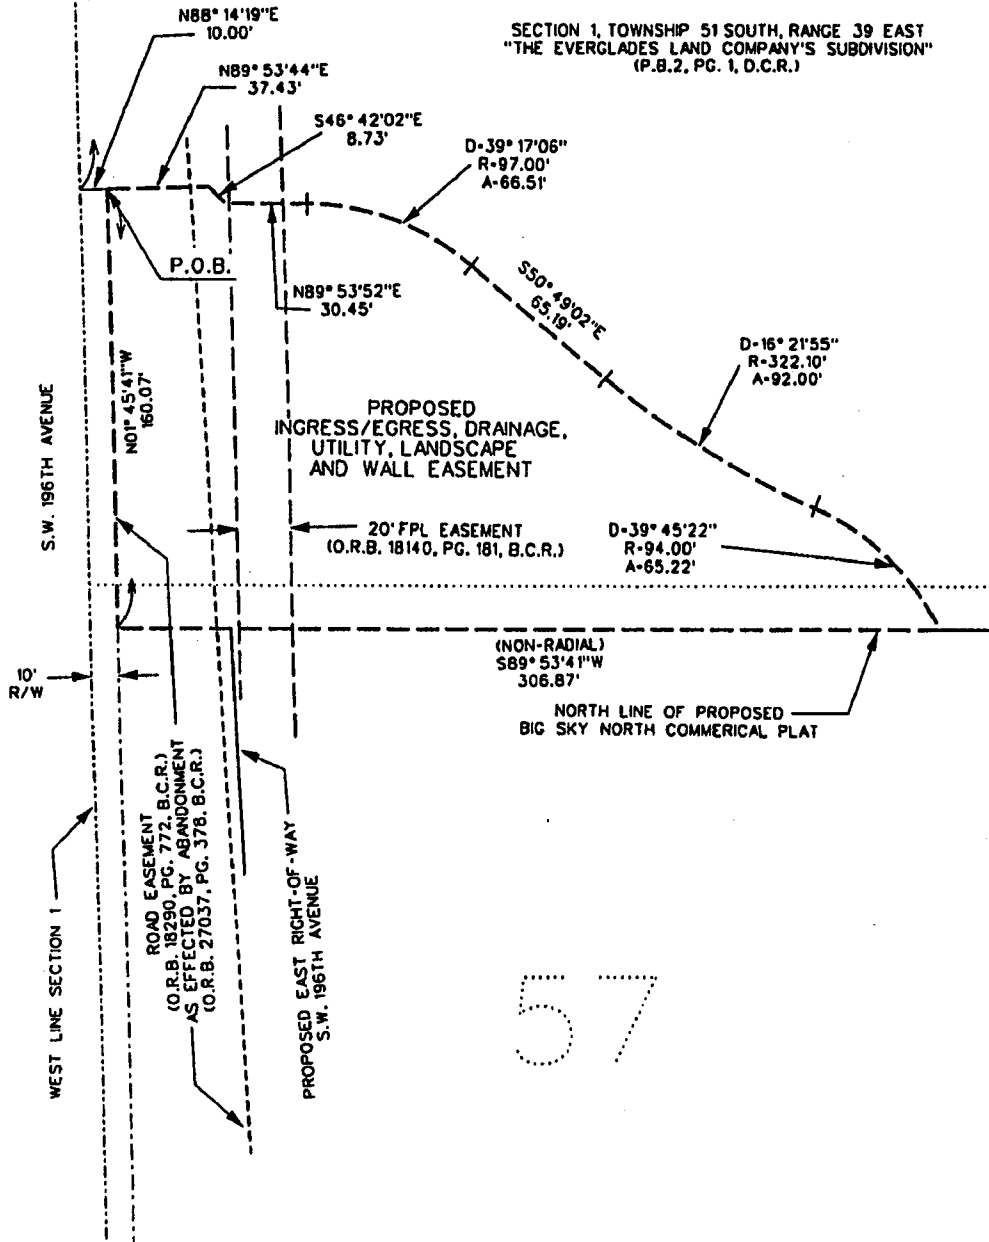 N88° 14'19"E
10.00'
SECTION 1, TOWNSHIP 51 SOUTH, RANGE 39 EAST
"THE EVERGLADES LAND COMPANY'S SUBDIVISION"
(P.B.2, PG. 1, D.C.R.)
N89° 53'44"E
37.43'
S46° 42'02"E
8.73'
D=39° 17'06"
R=97.00'
A=66.51'
P.O.B.
N89° 53'52"E
30.45'
S50° 49'02"E
65.19'
D=16° 21'55"
R=322.10'
A=92.00'
N01° 45'41"W
160.07'
S.W. 196TH AVENUE
PROPOSED
INGRESS/EGRESS, DRAINAGE,
UTILITY, LANDSCAPE
AND WALL EASEMENT
20' FPL EASEMENT
(O.R.B. 18140, PG. 181, B.C.R.)
D=39° 45'22"
R=94.00'
A=65.22'
(NON-RADIAL)
S89° 53'41"W
306.87'
10'
R/W
NORTH LINE OF PROPOSED
BIG SKY NORTH COMMERICAL PLAT
WEST LINE SECTION 1
ROAD EASEMENT
(O.R.B. 18290, PG. 772, B.C.R.)
AS EFFECTED BY ABANDONMENT
(O.R.B. 27037, PG. 378, B.C.R.)
PROPOSED EAST RIGHT-OF-WAY
S.W. 196TH AVENUE
57